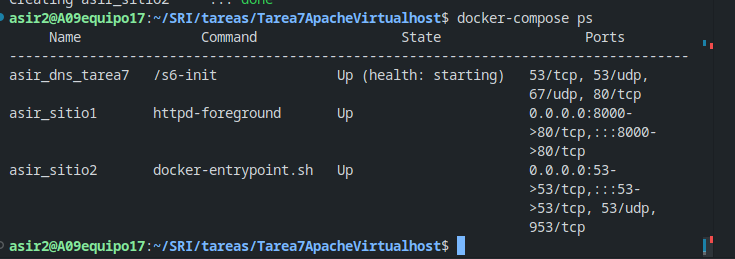 creating asir_sitio2 ... done
asir2@A09equipo17:~/SRI/tareas/Tarea7ApacheVirtualhost$ docker-compose ps
Name Command State Ports
--------------------------------------------------------------------------------------
asir_dns_tarea7 /s6-init Up (health: starting) 53/tcp, 53/udp,
67/udp, 80/tcp
asir_sitio1 httpd-foreground Up 0.0.0.0:8000-
>80/tcp,:::8000-
>80/tcp
asir_sitio2 docker-entrypoint.sh Up 0.0.0.0:53-
>53/tcp,:::53-
>53/tcp, 53/udp,
953/tcp
asir2@A09equipo17:~/SRI/tareas/Tarea7ApacheVirtualhost$